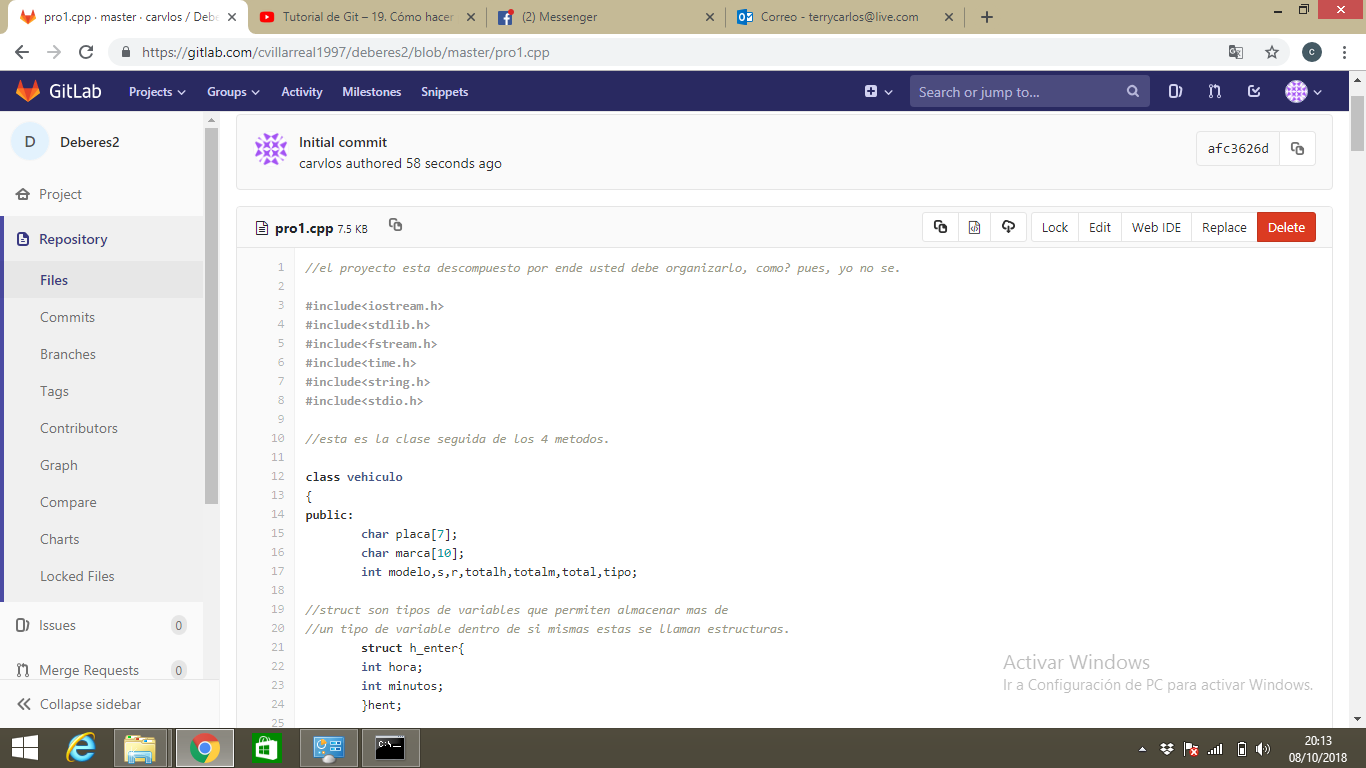 pro1.cpp · master · carvlos / Debe
Tutorial de Git – 19. Cómo hacer
(2) Messenger
Correo - terrycarlos@live.com
https://gitlab.com/cvillarreal1997/deberes2/blob/master/pro1.cpp
c
GitLab
Projects
Groups
Activity
Milestones
Snippets
Search or jump to...
D
Deberes2
Project
Repository
Files
Commits
Branches
Tags
Contributors
Graph
Compare
Charts
Locked Files
Issues 0
Merge Requests 0
Collapse sidebar
Initial commit
carvlos authored 58 seconds ago
afc3626d
pro1.cpp 7.5 KB
Lock
Edit
Web IDE
Replace
Delete
1 //el proyecto esta descompuesto por ende usted debe organizarlo, como? pues, yo no se.
2
3 #include<iostream.h>
4 #include<stdlib.h>
5 #include<fstream.h>
6 #include<time.h>
7 #include<string.h>
8 #include<stdio.h>
9
10 //esta es la clase seguida de los 4 metodos.
11
12 class vehiculo
13 {
14 public:
15 char placa[7];
16 char marca[10];
17 int modelo,s,r,totalh,totalm,total,tipo;
18
19 //struct son tipos de variables que permiten almacenar mas de
20 //un tipo de variable dentro de si mismas estas se llaman estructuras.
21 struct h_enter{
22 int hora;
23 int minutos;
24 }hent;
25
Activar Windows
Ir a Configuración de PC para activar Windows.
20:13
08/10/2018